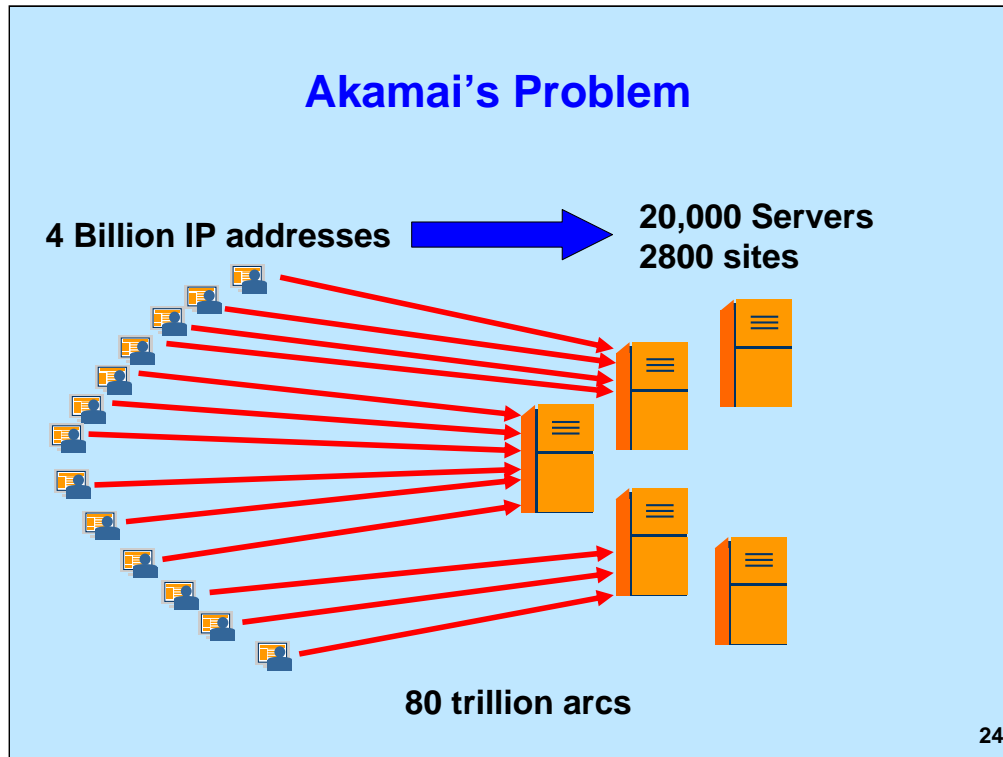 Akamai's Problem
4 Billion IP addresses
20,000 Servers
2800 sites
80 trillion arcs
24